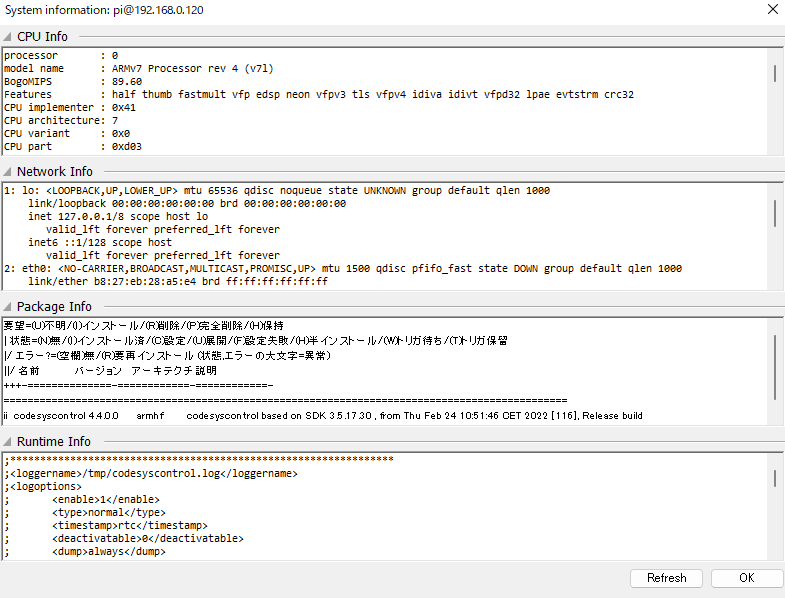 System information: pi@192.168.0.120
CPU Info
processor : 0
model name : ARMv7 Processor rev 4 (v7l)
BogoMIPS : 89.60
Features : half thumb fastmult vfp edsp neon vfpv3 tls vfpv4 idiva idivt vfpd32 lpae evtstrm crc32
CPU implementer : 0x41
CPU architecture: 7
CPU variant : 0x0
CPU part : 0xd03
Network Info
1: lo: <LOOPBACK,UP,LOWER_UP> mtu 65536 qdisc noqueue state UNKNOWN group default qlen 1000
link/loopback 00:00:00:00:00:00 brd 00:00:00:00:00:00
inet 127.0.0.1/8 scope host lo
valid_lft forever preferred_lft forever
inet6 ::1/128 scope host
valid_lft forever preferred_lft forever
2: eth0: <NO-CARRIER,BROADCAST,MULTICAST,PROMISC,UP> mtu 1500 qdisc pfifo_fast state DOWN group default qlen 1000
link/ether b8:27:eb:28:a5:e4 brd ff:ff:ff:ff:ff:ff
Package Info
要望=(U)不明/(I)インストール/(R)削除/(P)完全削除/(H)保持
| 状態=(N)無/(I)インストール済/(C)設定/(U)展開/(F)設定失敗/(H)半インストール/(W)トリガ待ち/(T)トリガ保留
|/ エラー?=(空欄)無/(R)要再インストール (状態,エラーの大文字=異常)
||/ 名前 バージョン アーキテクチ 説明
+++-==============-============-============-
=================================================================================
ii codesyscontrol 4.4.0.0 armhf codesyscontrol based on SDK 3.5.17.30 , from Thu Feb 24 10:51:46 CET 2022 [116], Release build
Runtime Info
;****************************************************************
;<loggername>/tmp/codesyscontrol.log</loggername>
;<logoptions>
; <enable>1</enable>
; <type>normal</type>
; <timestamp>rtc</timestamp>
; <deactivatable>0</deactivatable>
; <dump>always</dump>
Refresh OK